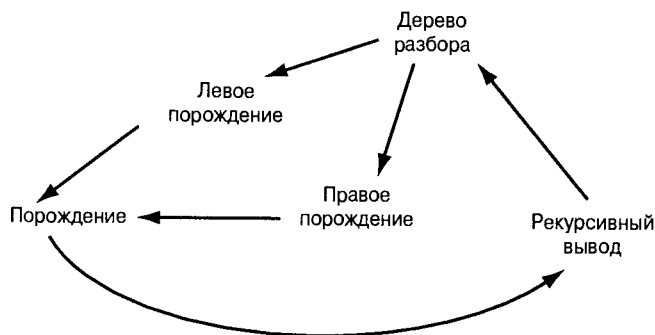 Дерево
разбора
Левое
порождение
Правое
порождение
Порождение
Рекурсивный
вывод